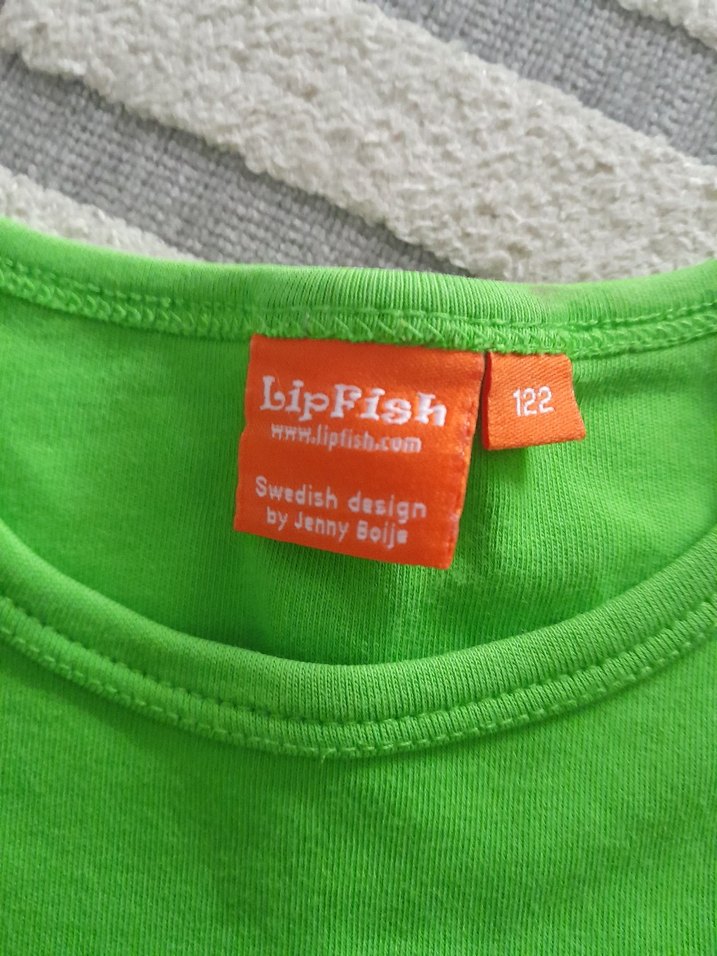 LipFish
www.lipfish.com
Swedish design
by Jenny Boije
122